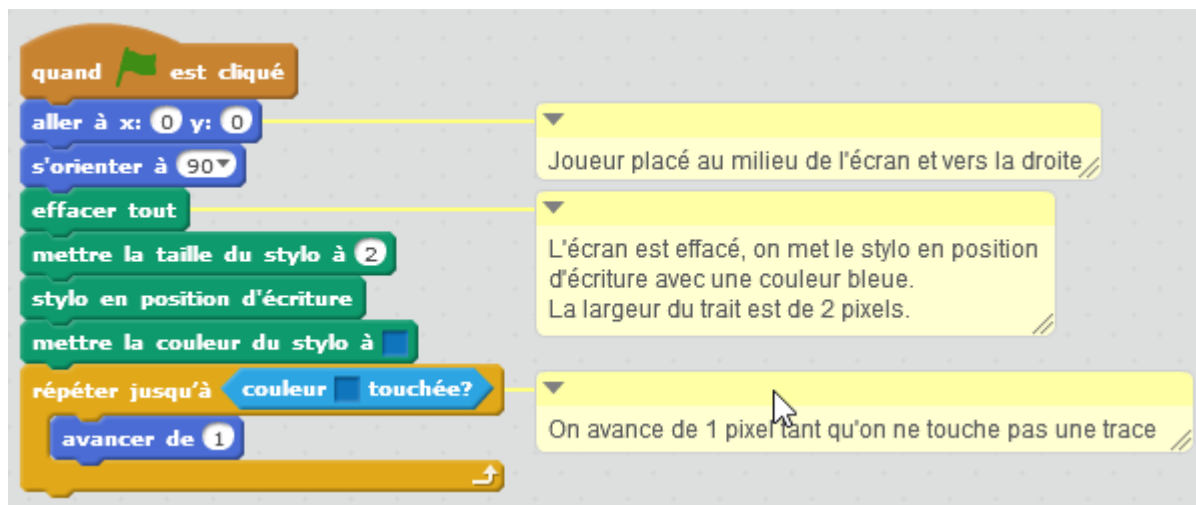 quand est cliqué
aller à x: 0 y: 0
s'orienter à 90
Joueur placé au milieu de l'écran et vers la droite
effacer tout
mettre la taille du stylo à 2
stylo en position d'écriture
mettre la couleur du stylo à
L'écran est effacé, on met le stylo en position
d'écriture avec une couleur bleue.
La largeur du trait est de 2 pixels.
répéter jusqu'à couleur touchée?
avancer de 1
On avance de 1 pixel tant qu'on ne touche pas une trace